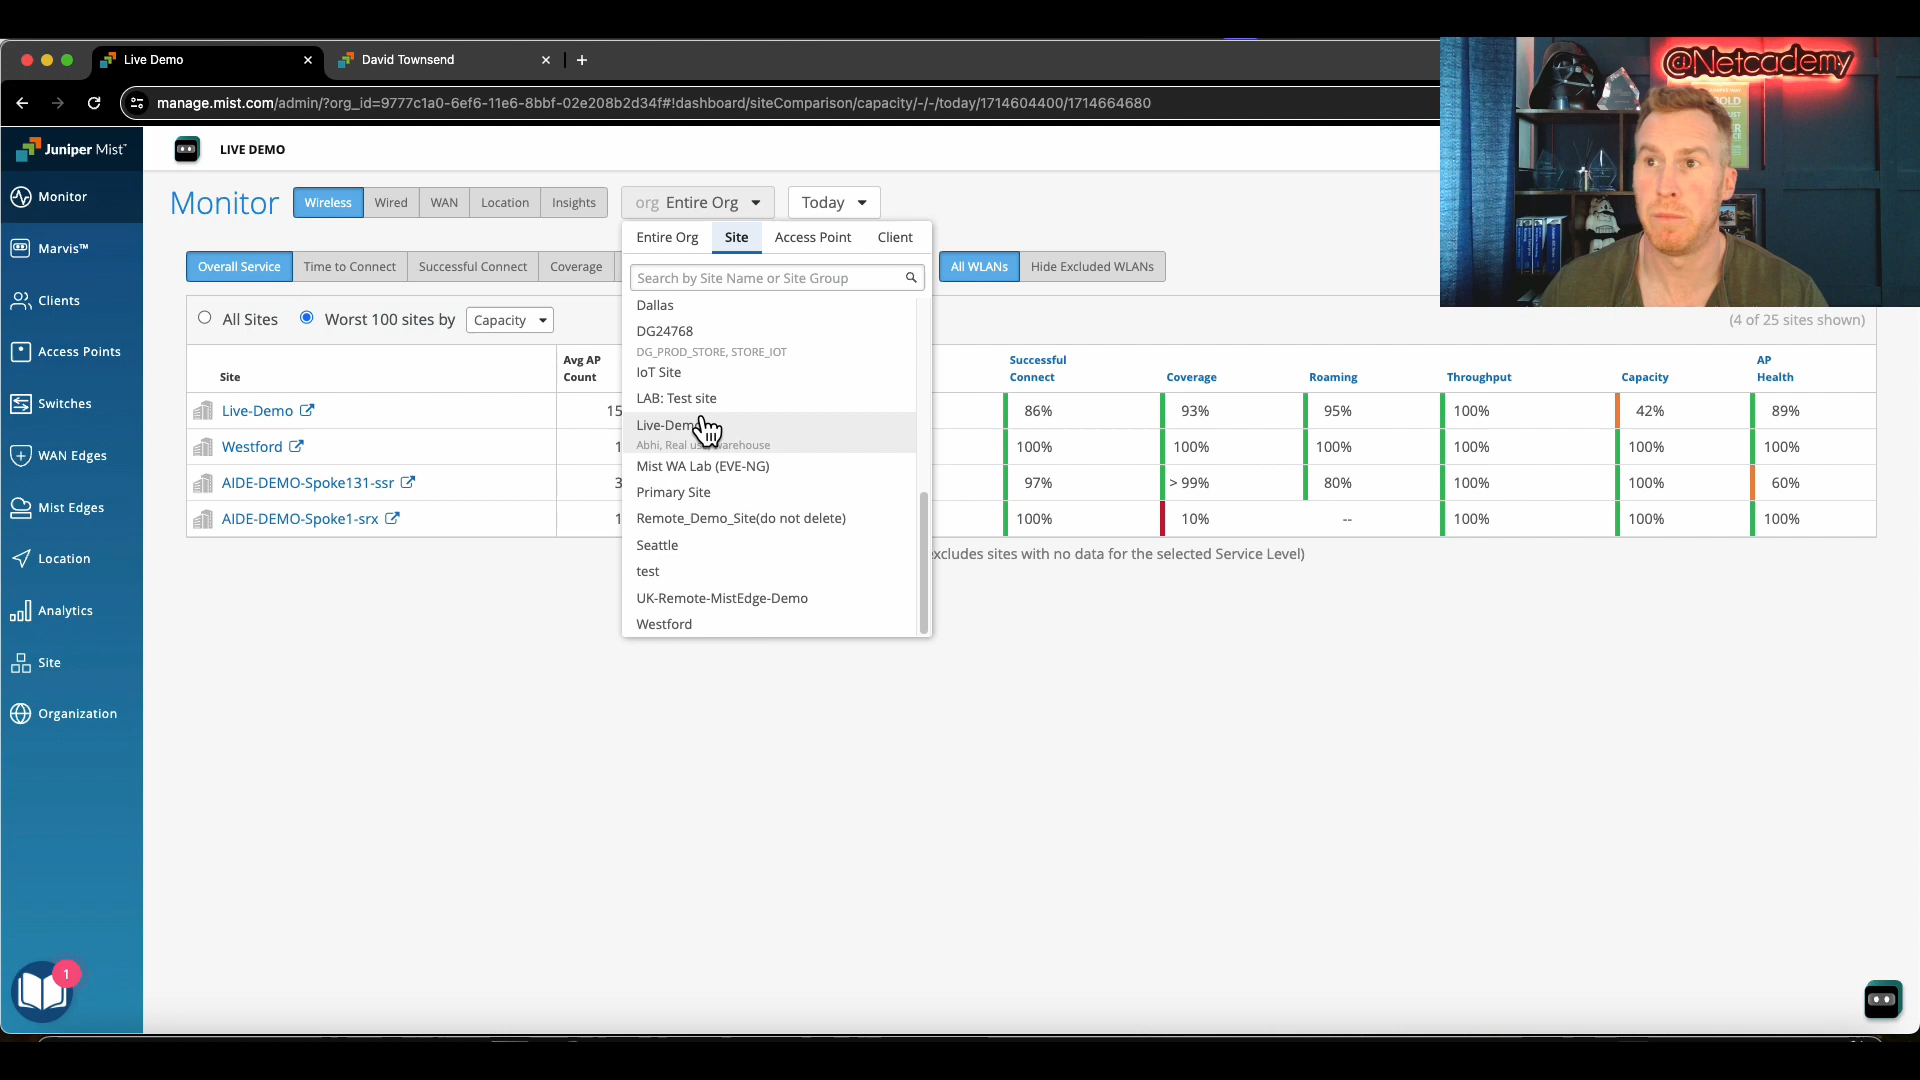 Live Demo
David Townsend
manage.mist.com/admin/?org_id=9777c1a0-6ef6-11e6-8bbf-02e208b2d34f#!dashboard/siteComparison/capacity/-/-/today/1714604400/1714664680
@Netcademy
Juniper Mist™
LIVE DEMO
Monitor
Marvis™
Clients
Access Points
Switches
WAN Edges
Mist Edges
Location
Analytics
Site
Organization
1
Monitor
Wireless Wired WAN Location Insights
org Entire Org
Today
Entire Org Site Access Point Client
Search by Site Name or Site Group
Dallas
DG24768
DG_PROD_STORE, STORE_IOT
IoT Site
LAB: Test site
Live-Demo
Abhi, Real
Mist WA Lab (EVE-NG)
Primary Site
Remote_Demo_Site(do not delete)
Seattle
test
UK-Remote-MistEdge-Demo
Westford
Overall Service Time to Connect Successful Connect Coverage
All WLANs Hide Excluded WLANs
All Sites Worst 100 sites by Capacity
(4 of 25 sites shown)
Site Avg AP Count Successful Connect Coverage Roaming Throughput Capacity AP Health
Live-Demo 15 86% 93% 95% 100% 42% 89%
Westford 1 100% 100% 100% 100% 100% 100%
AIDE-DEMO-Spoke131-ssr 3 97% > 99% 80% 100% 100% 60%
AIDE-DEMO-Spoke1-srx 1 100% 10% -- 100% 100% 100%
excludes sites with no data for the selected Service Level)